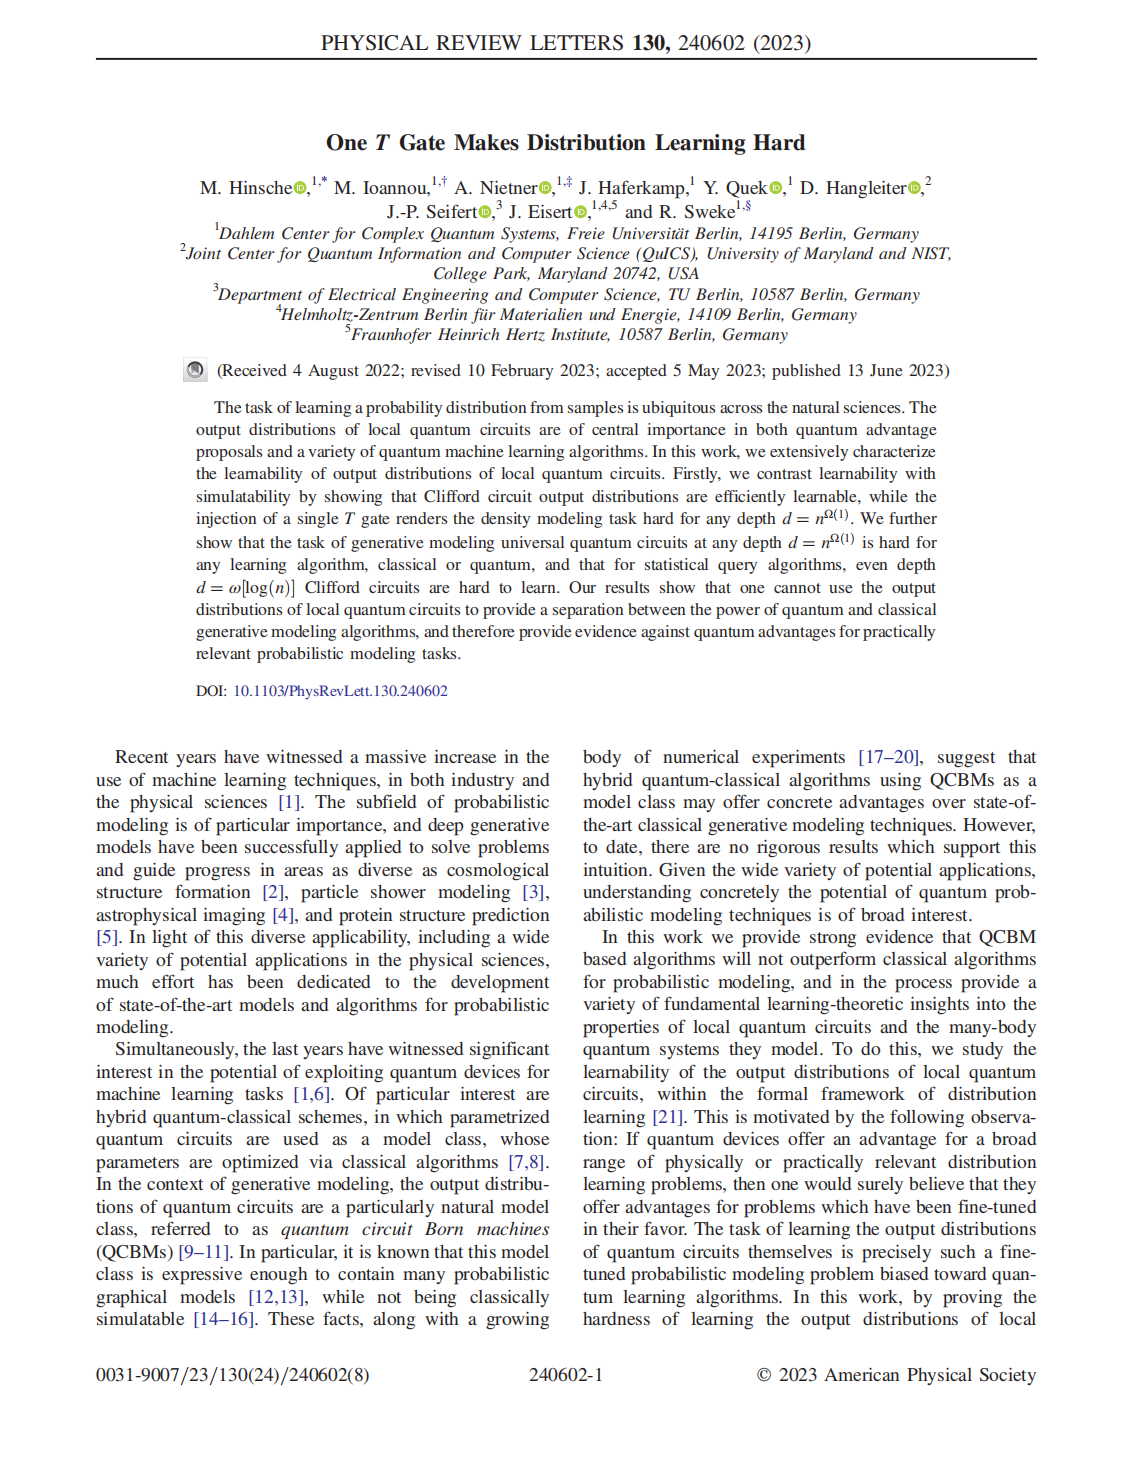 PHYSICAL REVIEW LETTERS 130, 240602 (2023)
One T Gate Makes Distribution Learning Hard
M. Hinsche,1,* M. Ioannou,1,† A. Nietner,1,‡ J. Haferkamp,1 Y. Quek,1 D. Hangleiter,2
J.-P. Seifert,3 J. Eisert,1,4,5 and R. Sweke1,§
1Dahlem Center for Complex Quantum Systems, Freie Universität Berlin, 14195 Berlin, Germany
2Joint Center for Quantum Information and Computer Science (QuICS), University of Maryland and NIST,
College Park, Maryland 20742, USA
3Department of Electrical Engineering and Computer Science, TU Berlin, 10587 Berlin, Germany
4Helmholtz-Zentrum Berlin für Materialien und Energie, 14109 Berlin, Germany
5Fraunhofer Heinrich Hertz Institute, 10587 Berlin, Germany
(Received 4 August 2022; revised 10 February 2023; accepted 5 May 2023; published 13 June 2023)
The task of learning a probability distribution from samples is ubiquitous across the natural sciences. The
output distributions of local quantum circuits are of central importance in both quantum advantage
proposals and a variety of quantum machine learning algorithms. In this work, we extensively characterize
the learnability of output distributions of local quantum circuits. Firstly, we contrast learnability with
simulatability by showing that Clifford circuit output distributions are efficiently learnable, while the
injection of a single T gate renders the density modeling task hard for any depth d = n^Ω(1). We further
show that the task of generative modeling universal quantum circuits at any depth d = n^Ω(1) is hard for
any learning algorithm, classical or quantum, and that for statistical query algorithms, even depth
d = ω[log(n)] Clifford circuits are hard to learn. Our results show that one cannot use the output
distributions of local quantum circuits to provide a separation between the power of quantum and classical
generative modeling algorithms, and therefore provide evidence against quantum advantages for practically
relevant probabilistic modeling tasks.
DOI: 10.1103/PhysRevLett.130.240602
Recent years have witnessed a massive increase in the
use of machine learning techniques, in both industry and
the physical sciences [1]. The subfield of probabilistic
modeling is of particular importance, and deep generative
models have been successfully applied to solve problems
and guide progress in areas as diverse as cosmological
structure formation [2], particle shower modeling [3],
astrophysical imaging [4], and protein structure prediction
[5]. In light of this diverse applicability, including a wide
variety of potential applications in the physical sciences,
much effort has been dedicated to the development
of state-of-the-art models and algorithms for probabilistic
modeling.
Simultaneously, the last years have witnessed significant
interest in the potential of exploiting quantum devices for
machine learning tasks [1,6]. Of particular interest are
hybrid quantum-classical schemes, in which parametrized
quantum circuits are used as a model class, whose
parameters are optimized via classical algorithms [7,8].
In the context of generative modeling, the output distribu-
tions of quantum circuits are a particularly natural model
class, referred to as quantum circuit Born machines
(QCBMs) [9–11]. In particular, it is known that this model
class is expressive enough to contain many probabilistic
graphical models [12,13], while not being classically
simulatable [14–16]. These facts, along with a growing
body of numerical experiments [17–20], suggest that
hybrid quantum-classical algorithms using QCBMs as a
model class may offer concrete advantages over state-of-
the-art classical generative modeling techniques. However,
to date, there are no rigorous results which support this
intuition. Given the wide variety of potential applications,
understanding concretely the potential of quantum prob-
abilistic modeling techniques is of broad interest.
In this work we provide strong evidence that QCBM
based algorithms will not outperform classical algorithms
for probabilistic modeling, and in the process provide a
variety of fundamental learning-theoretic insights into the
properties of local quantum circuits and the many-body
quantum systems they model. To do this, we study the
learnability of the output distributions of local quantum
circuits, within the formal framework of distribution
learning [21]. This is motivated by the following observa-
tion: If quantum devices offer an advantage for a broad
range of physically or practically relevant distribution
learning problems, then one would surely believe that they
offer advantages for problems which have been fine-tuned
in their favor. The task of learning the output distributions
of quantum circuits themselves is precisely such a fine-
tuned probabilistic modeling problem biased toward quan-
tum learning algorithms. In this work, by proving the
hardness of learning the output distributions of local
0031-9007/23/130(24)/240602(8)
240602-1
© 2023 American Physical Society